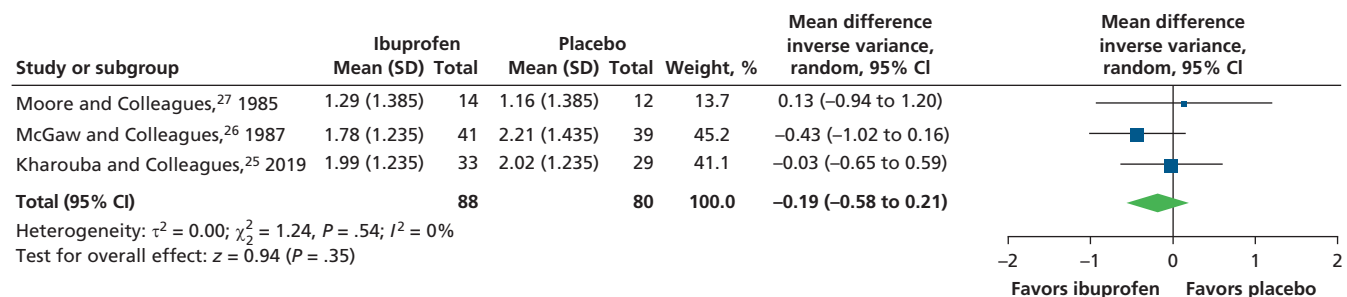 Mean difference Mean difference
Ibuprofen Placebo inverse variance, inverse variance,
Study or subgroup Mean (SD) Total Mean (SD) Total Weight, % random, 95% CI random, 95% CI
Moore and Colleagues,27 1985 1.29 (1.385) 14 1.16 (1.385) 12 13.7 0.13 (−0.94 to 1.20)
McGaw and Colleagues,26 1987 1.78 (1.235) 41 2.21 (1.435) 39 45.2 −0.43 (−1.02 to 0.16)
Kharouba and Colleagues,25 2019 1.99 (1.235) 33 2.02 (1.235) 29 41.1 −0.03 (−0.65 to 0.59)
Total (95% CI) 88 80 100.0 −0.19 (−0.58 to 0.21)
Heterogeneity: τ2 = 0.00; χ22 = 1.24, P = .54; I2 = 0%
Test for overall effect: z = 0.94 (P = .35)
−2 −1 0 1 2
Favors ibuprofen Favors placebo